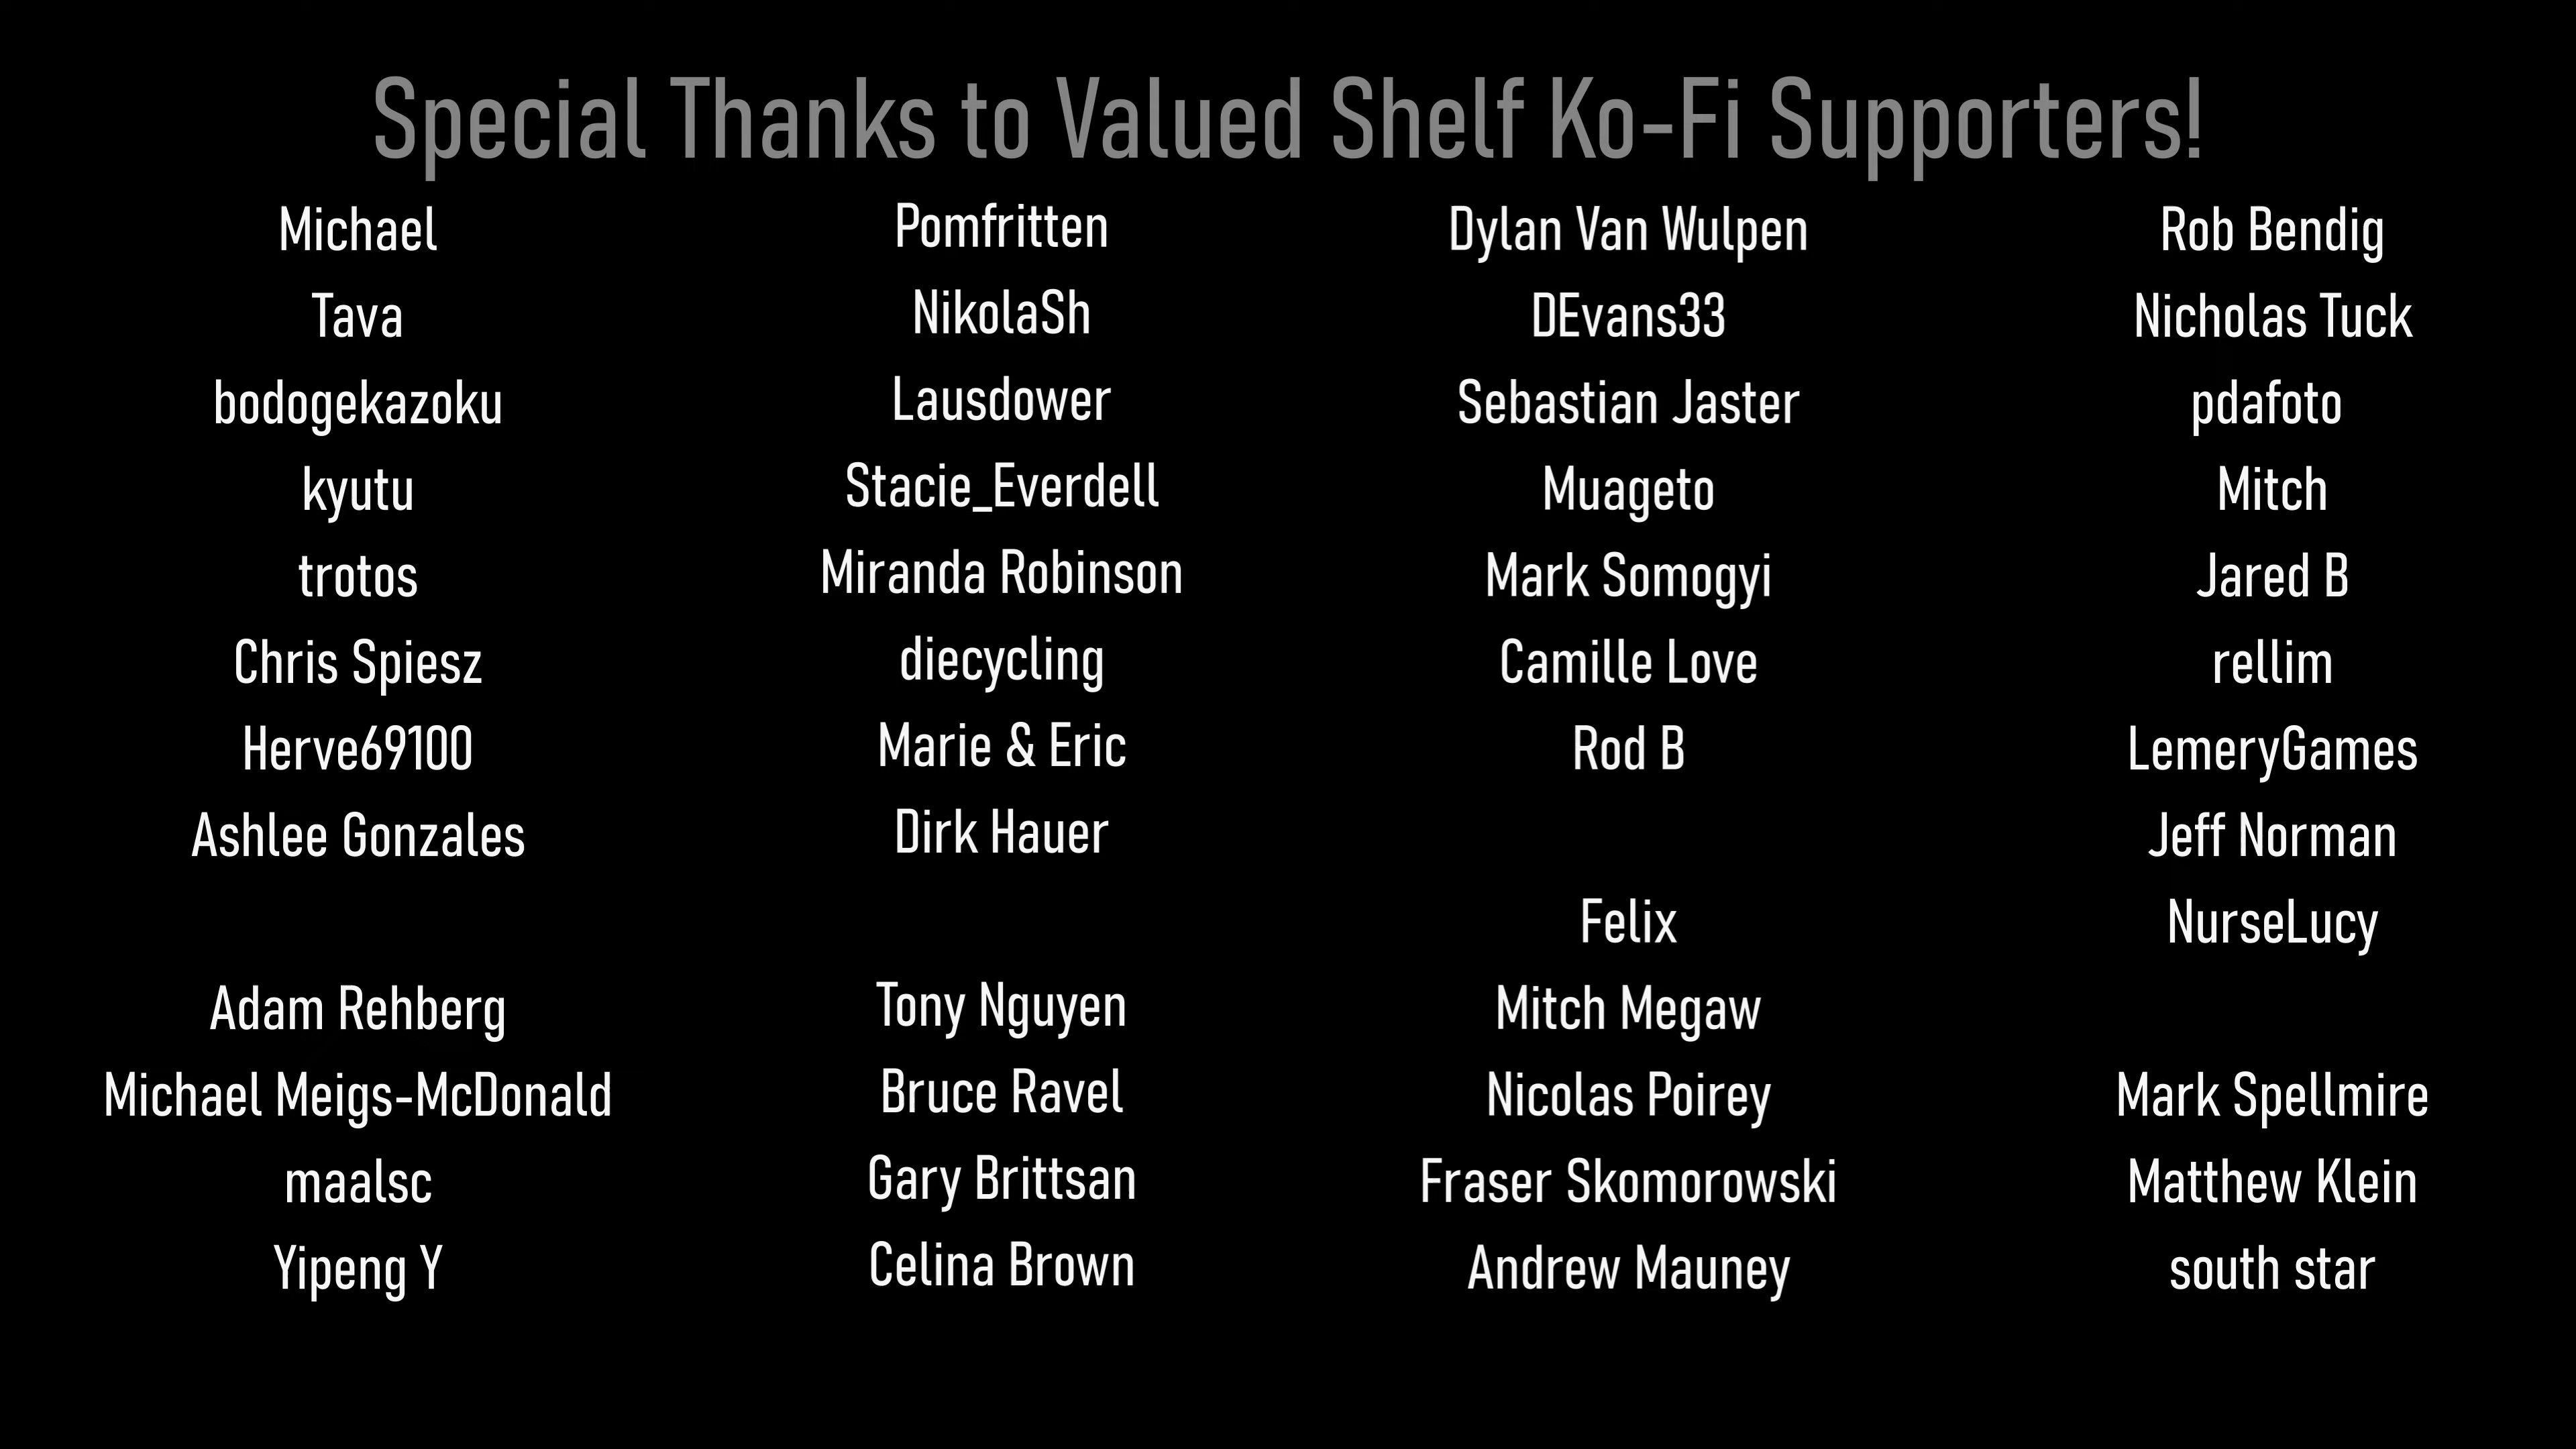 Special Thanks to Valued Shelf Ko-Fi Supporters!
Michael
Tava
bodogekazoku
kyutu
trotos
Chris Spiesz
Herve69100
Ashlee Gonzales
Adam Rehberg
Michael Meigs-McDonald
maalsc
Yipeng Y
Pomfritten
NikolaSh
Lausdower
Stacie_Everdell
Miranda Robinson
diecycling
Marie & Eric
Dirk Hauer
Tony Nguyen
Bruce Ravel
Gary Brittsan
Celina Brown
Dylan Van Wulpen
DEvans33
Sebastian Jaster
Muageto
Mark Somogyi
Camille Love
Rod B
Felix
Mitch Megaw
Nicolas Poirey
Fraser Skomorowski
Andrew Mauney
Rob Bendig
Nicholas Tuck
pdafoto
Mitch
Jared B
rellim
LemeryGames
Jeff Norman
NurseLucy
Mark Spellmire
Matthew Klein
south star